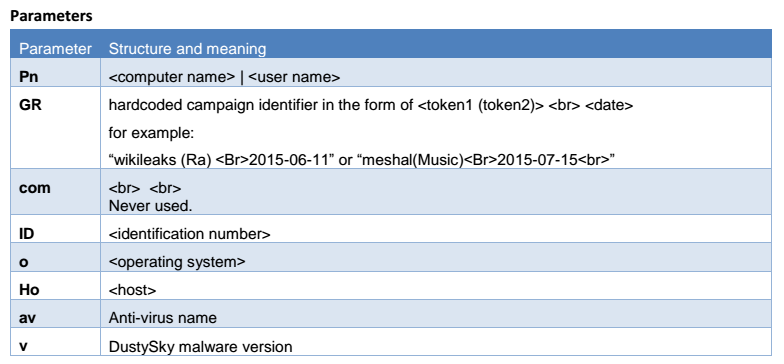 Parameters
Parameter Structure and meaning
Pn <computer name> | <user name>
GR hardcoded campaign identifier in the form of <token1 (token2)> <br> <date>
for example:
“wikileaks (Ra) <Br>2015-06-11” or “meshal(Music)<Br>2015-07-15<br>”
com <br> <br>
Never used.
ID <identification number>
o <operating system>
Ho <host>
av Anti-virus name
v DustySky malware version